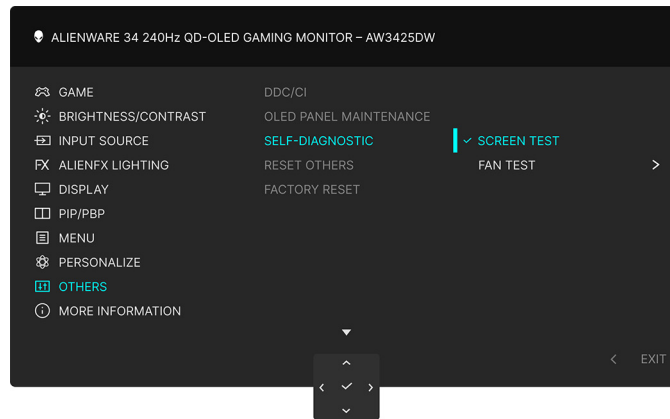 ALIENWARE 34 240Hz QD-OLED GAMING MONITOR – AW3425DW
GAME DDC/CI
BRIGHTNESS/CONTRAST OLED PANEL MAINTENANCE
INPUT SOURCE SELF-DIAGNOSTIC SCREEN TEST
FX ALIENFX LIGHTING RESET OTHERS FAN TEST
DISPLAY FACTORY RESET
PIP/PBP
MENU
PERSONALIZE
OTHERS
MORE INFORMATION
EXIT